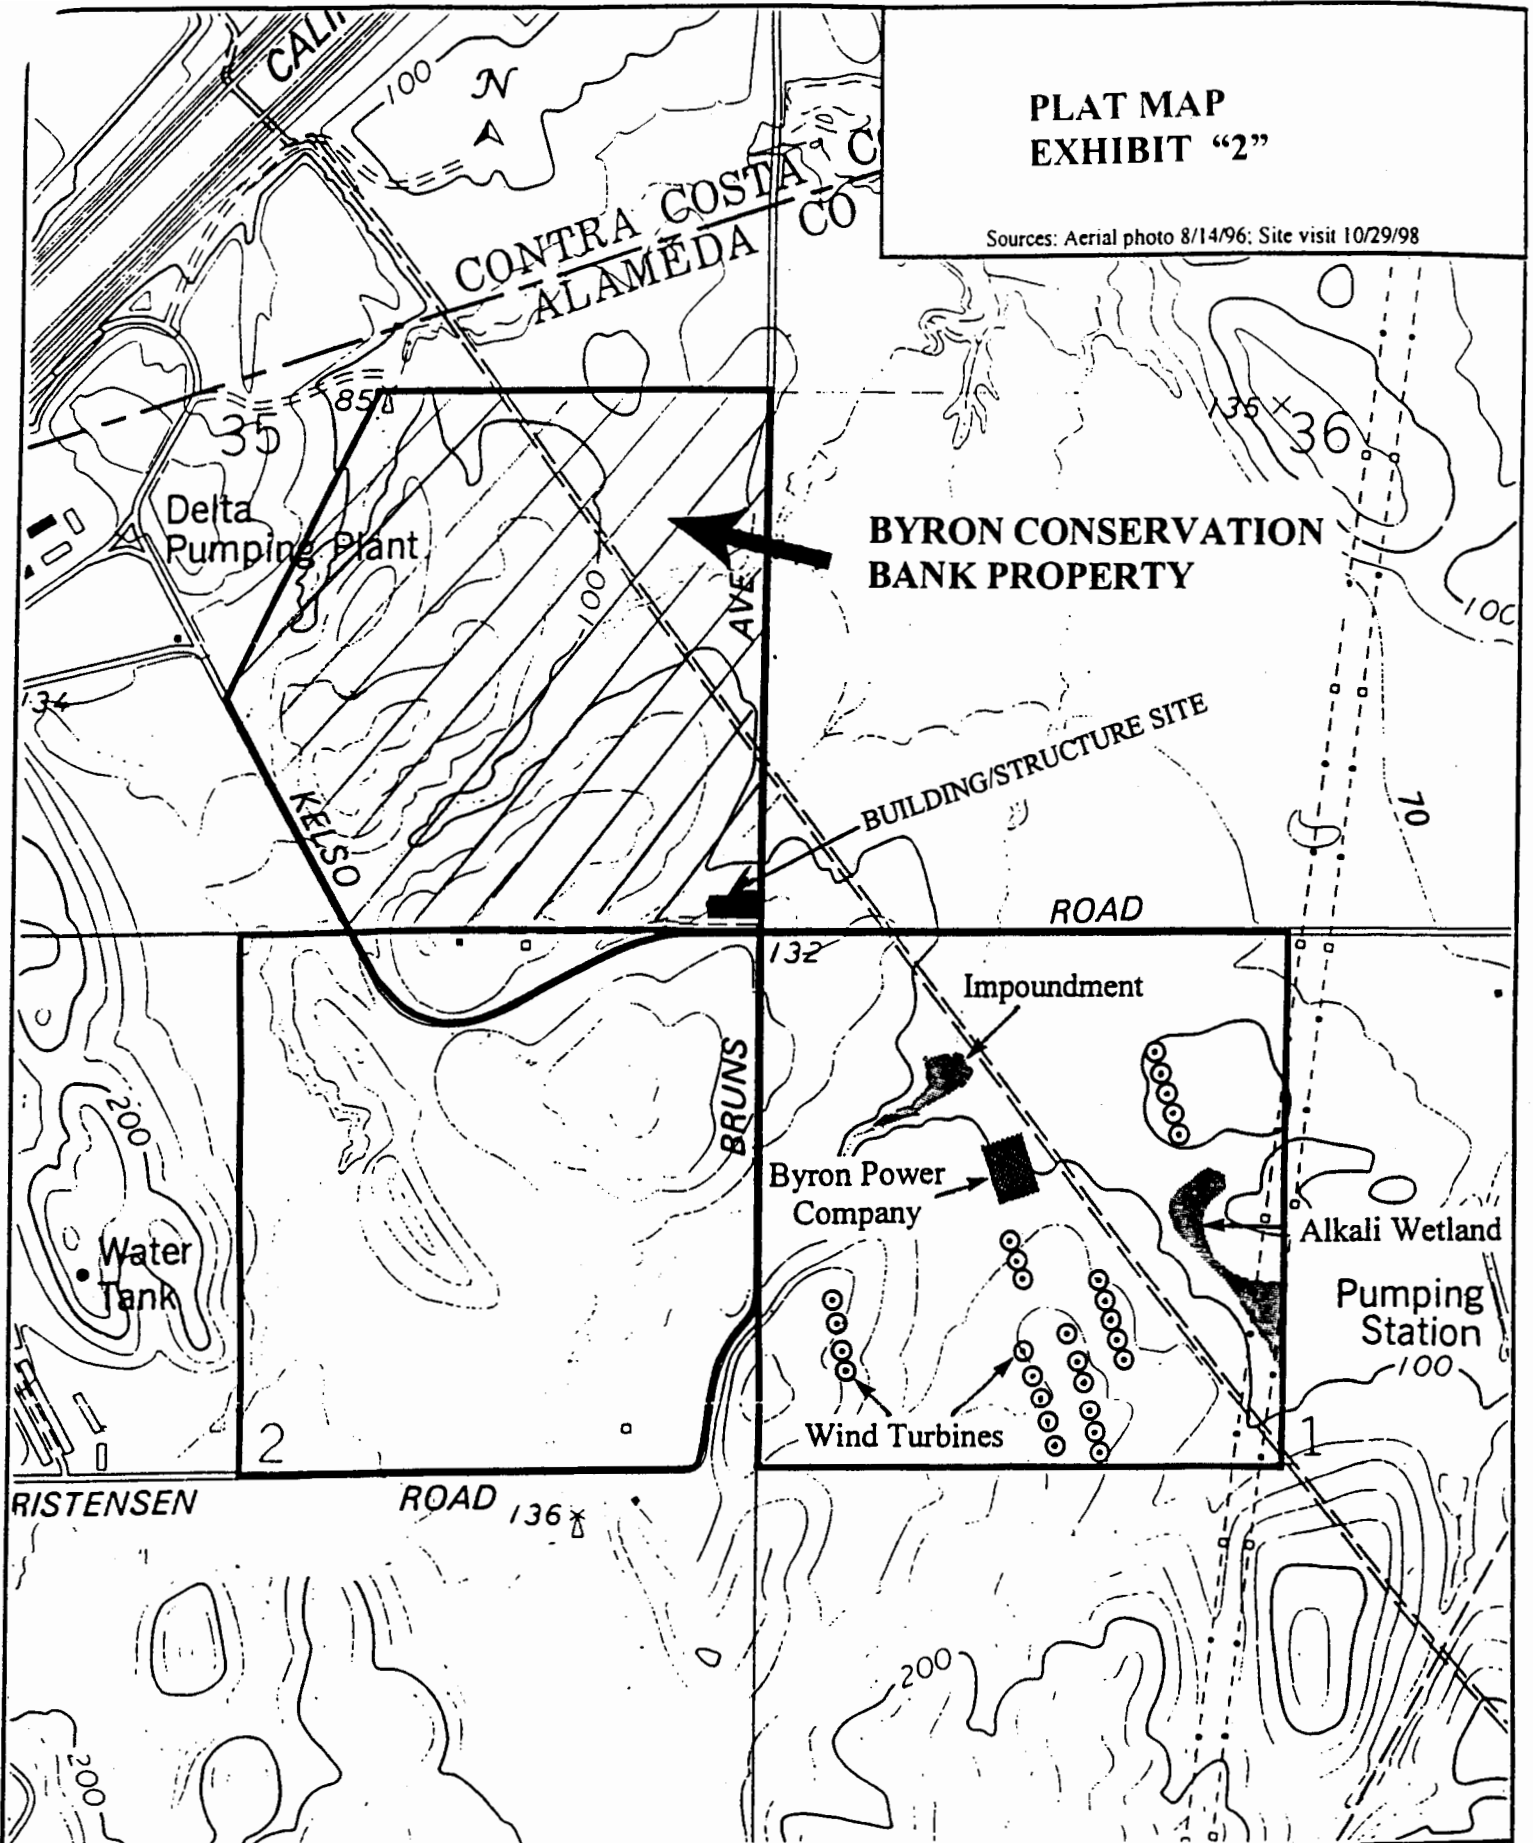 PLAT MAP
EXHIBIT “2”
Sources: Aerial photo 8/14/96; Site visit 10/29/98
100
N
CONTRA COSTA
ALAMEDA
CO
85
35
135
36
Delta
Pumping Plant
BYRON CONSERVATION
BANK PROPERTY
100
AVE
100
134
BUILDING/STRUCTURE SITE
70
KELSO
ROAD
132
Impoundment
BRUNS
200
Byron Power
Company
Alkali Wetland
Water
Tank
Pumping
Station
100
Wind Turbines
2
1
RISTENSEN
ROAD
136
200
200